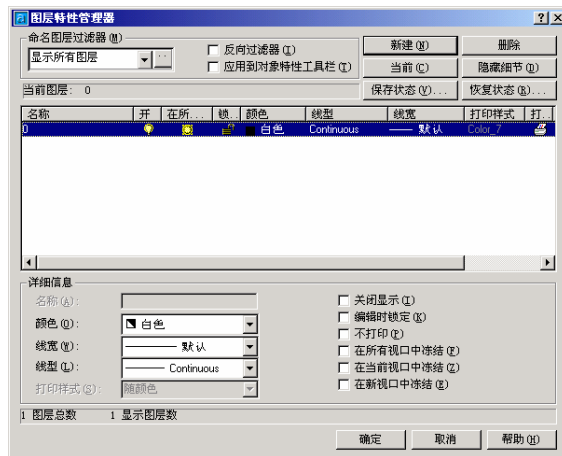 图层特性管理器
命名图层过滤器(M)
显示所有图层
反向过滤器(I)
应用到对象特性工具栏(T)
新建(N) 删除
当前(C) 隐藏细节(D)
当前图层: 0
保存状态(V)... 恢复状态(R)...
名称 开 在所... 锁.. 颜色 线型 线宽 打印样式 打..
0 白色 Continuous —— 默认 Color_7
详细信息
名称(A):
颜色(O): 白色
线宽(W): 默认
线型(L): Continuous
打印样式(S): 随颜色
关闭显示(I)
编辑时锁定(K)
不打印(P)
在所有视口中冻结(F)
在当前视口中冻结(Z)
在新视口中冻结(E)
1 图层总数 1 显示图层数
确定 取消 帮助(H)